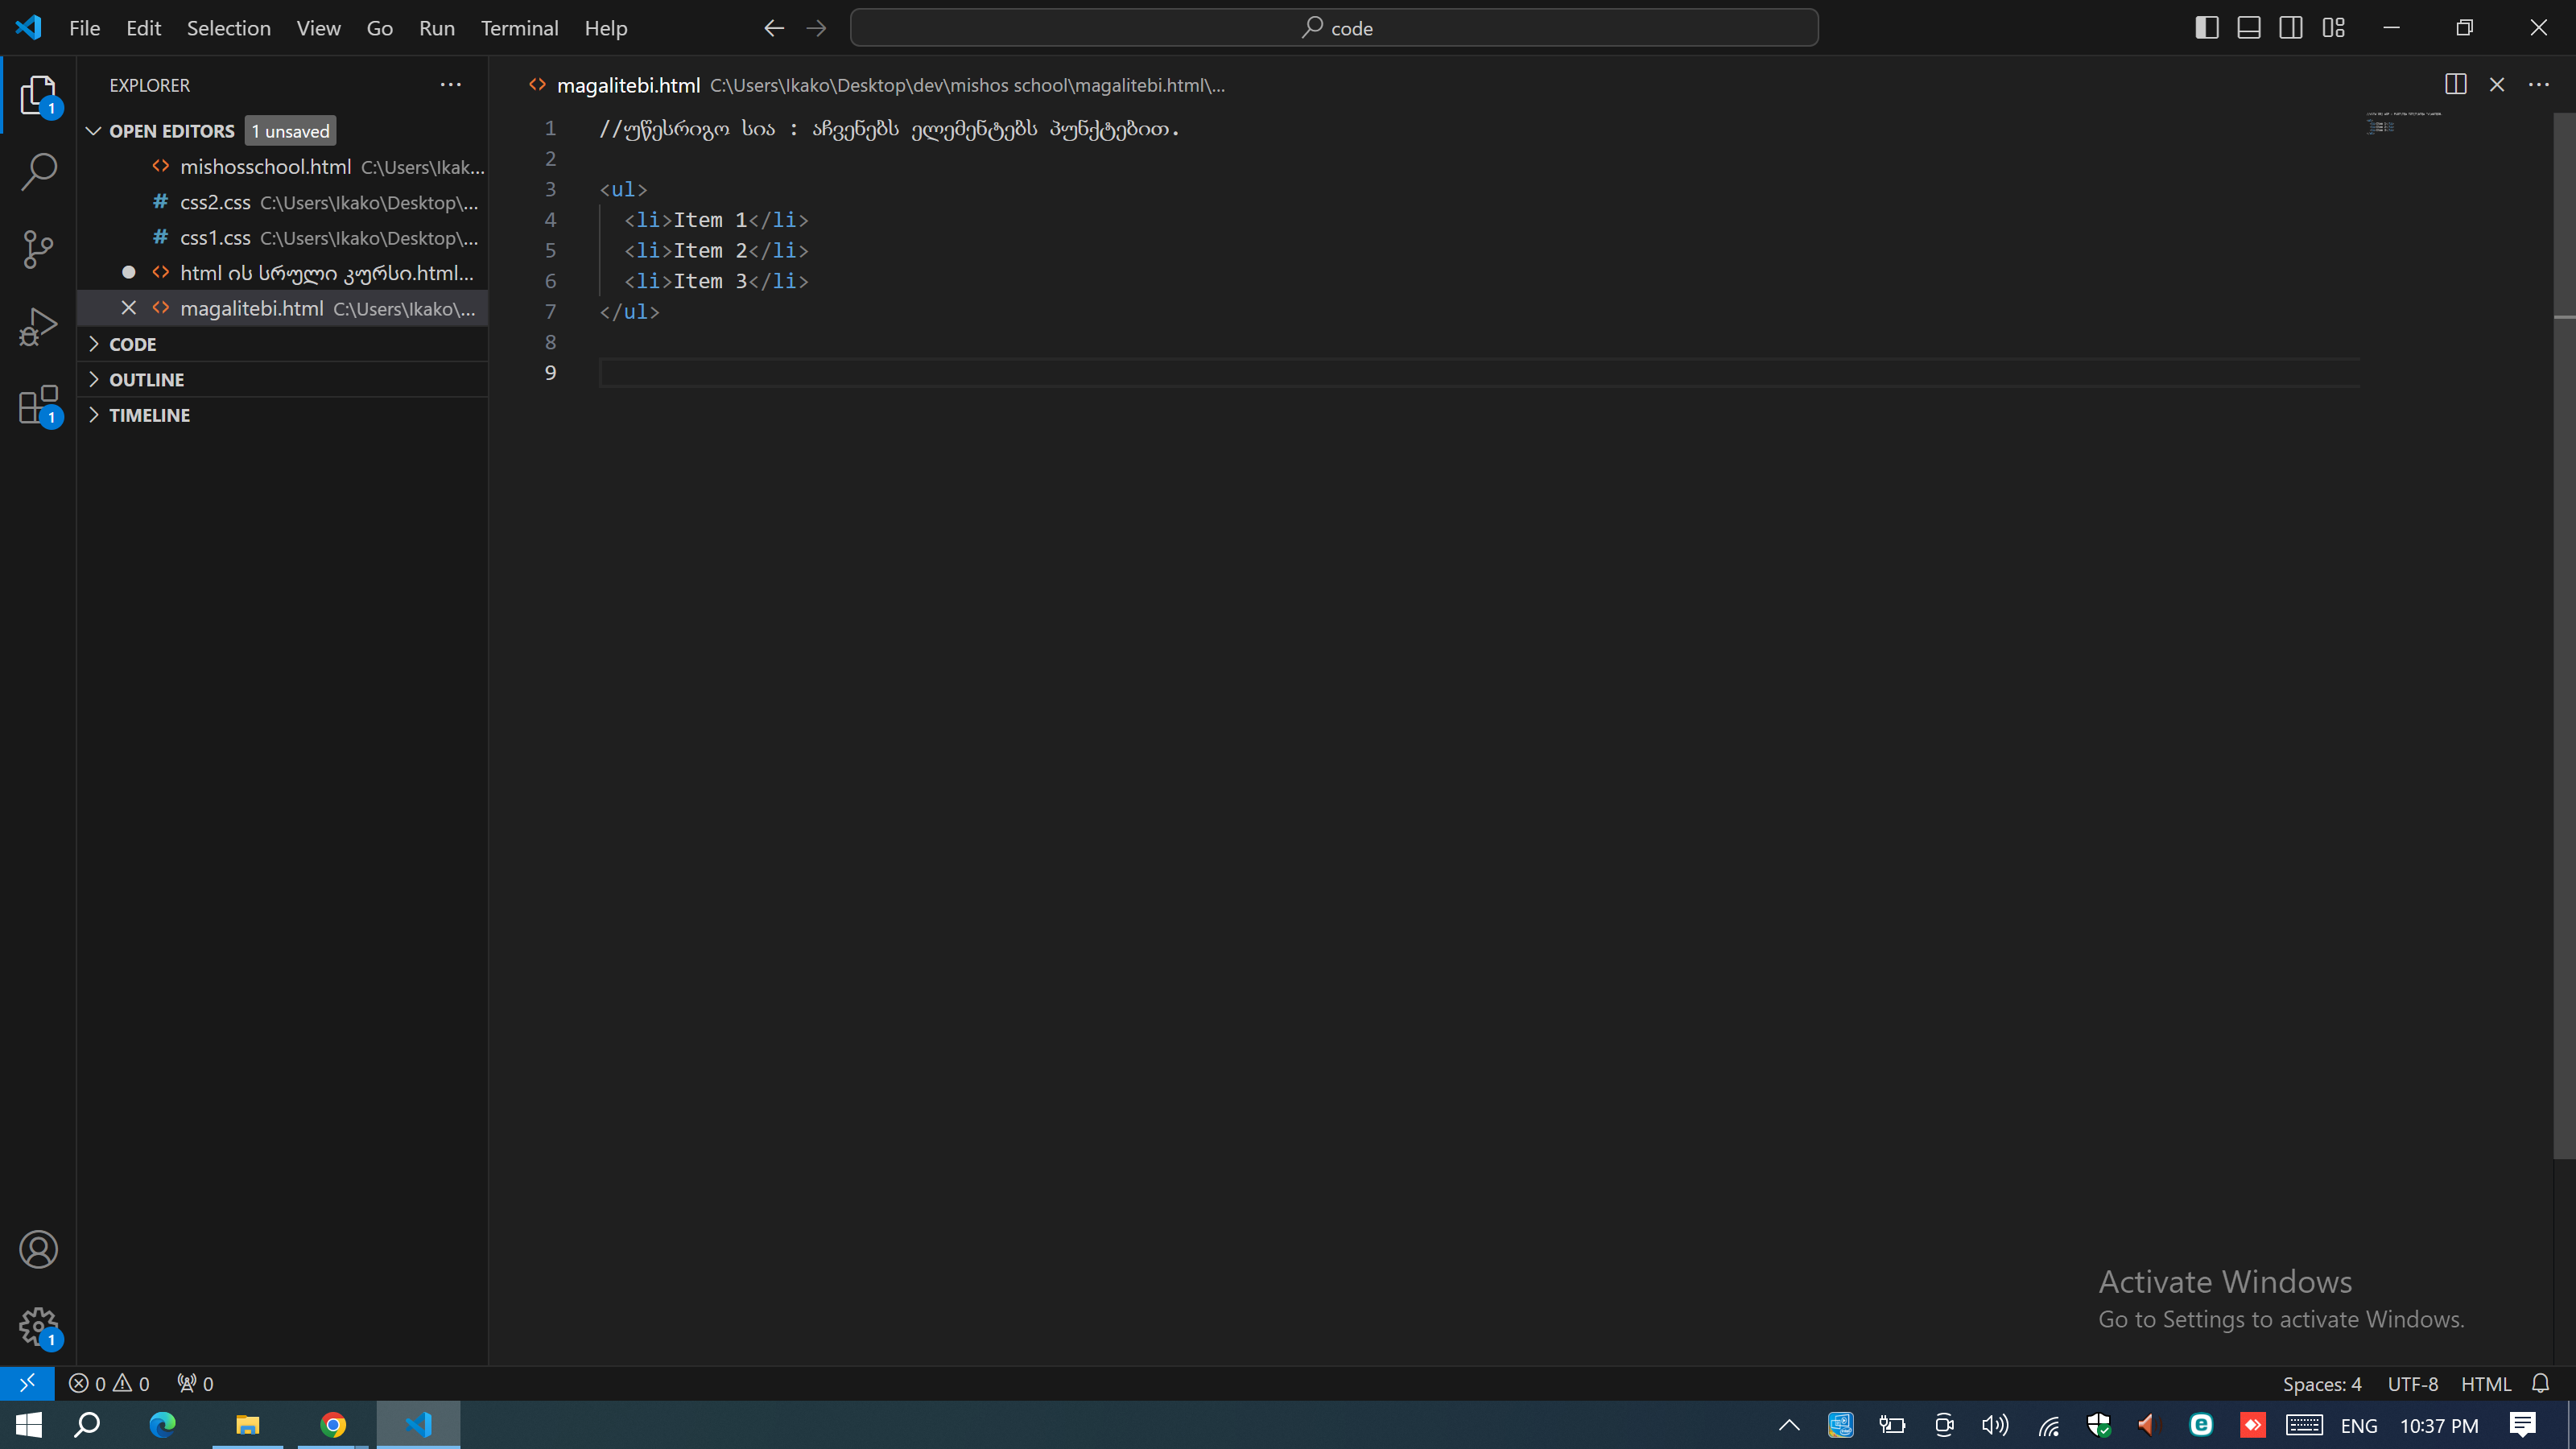 File Edit Selection View Go Run Terminal Help
code
EXPLORER
OPEN EDITORS 1 unsaved
mishosschool.html C:\Users\Ikak...
# css2.css C:\Users\Ikako\Desktop\...
# css1.css C:\Users\Ikako\Desktop\...
html ის სრული კურსი.html...
magalitebi.html C:\Users\Ikako\...
CODE
OUTLINE
TIMELINE
magalitebi.html C:\Users\Ikako\Desktop\dev\mishos school\magalitebi.html\...
1 //უწესრიგო სია : აჩვენებს ელემენტებს პუნქტებით.
2
3 <ul>
4 <li>Item 1</li>
5 <li>Item 2</li>
6 <li>Item 3</li>
7 </ul>
8
9
1
1
1
Activate Windows
Go to Settings to activate Windows.
0 0 0
Spaces: 4 UTF-8 HTML
ENG 10:37 PM